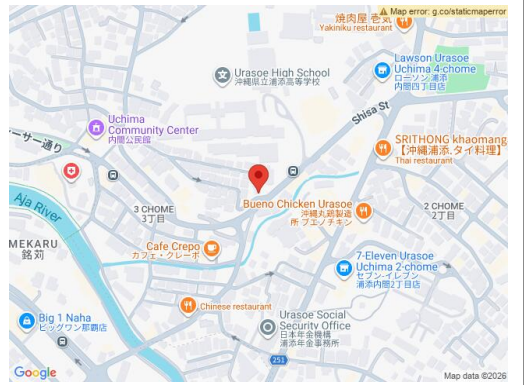 Map error: g.co/staticmaperror
焼肉屋 壱気
Yakiniku restaurant
Lawson Urasoe
Uchima 4-chome
ローソン 浦添
内間四丁目店
Urasoe High School
沖縄県立浦添高等学校
Shisa St
Uchima
Community Center
内間公民館
ーサー通り
SRITHONG khaomang
【沖縄浦添.タイ料理】
Thai restaurant
Aja River
3 CHOME
3丁目
Bueno Chicken Urasoe
沖縄丸鶏製造
所 ブエノチキン
2 CHOME
2丁目
MEKARU
銘苅
Cafe Crepo
カフェ・クレーポ
7-Eleven Urasoe
Uchima 2-chome
セブン-イレブン
浦添内間2丁目店
Chinese restaurant
Big 1 Naha
ビッグワン那覇店
Urasoe Social
Security Office
日本年金機構
浦添年金事務所
251
Google
Map data ©2026